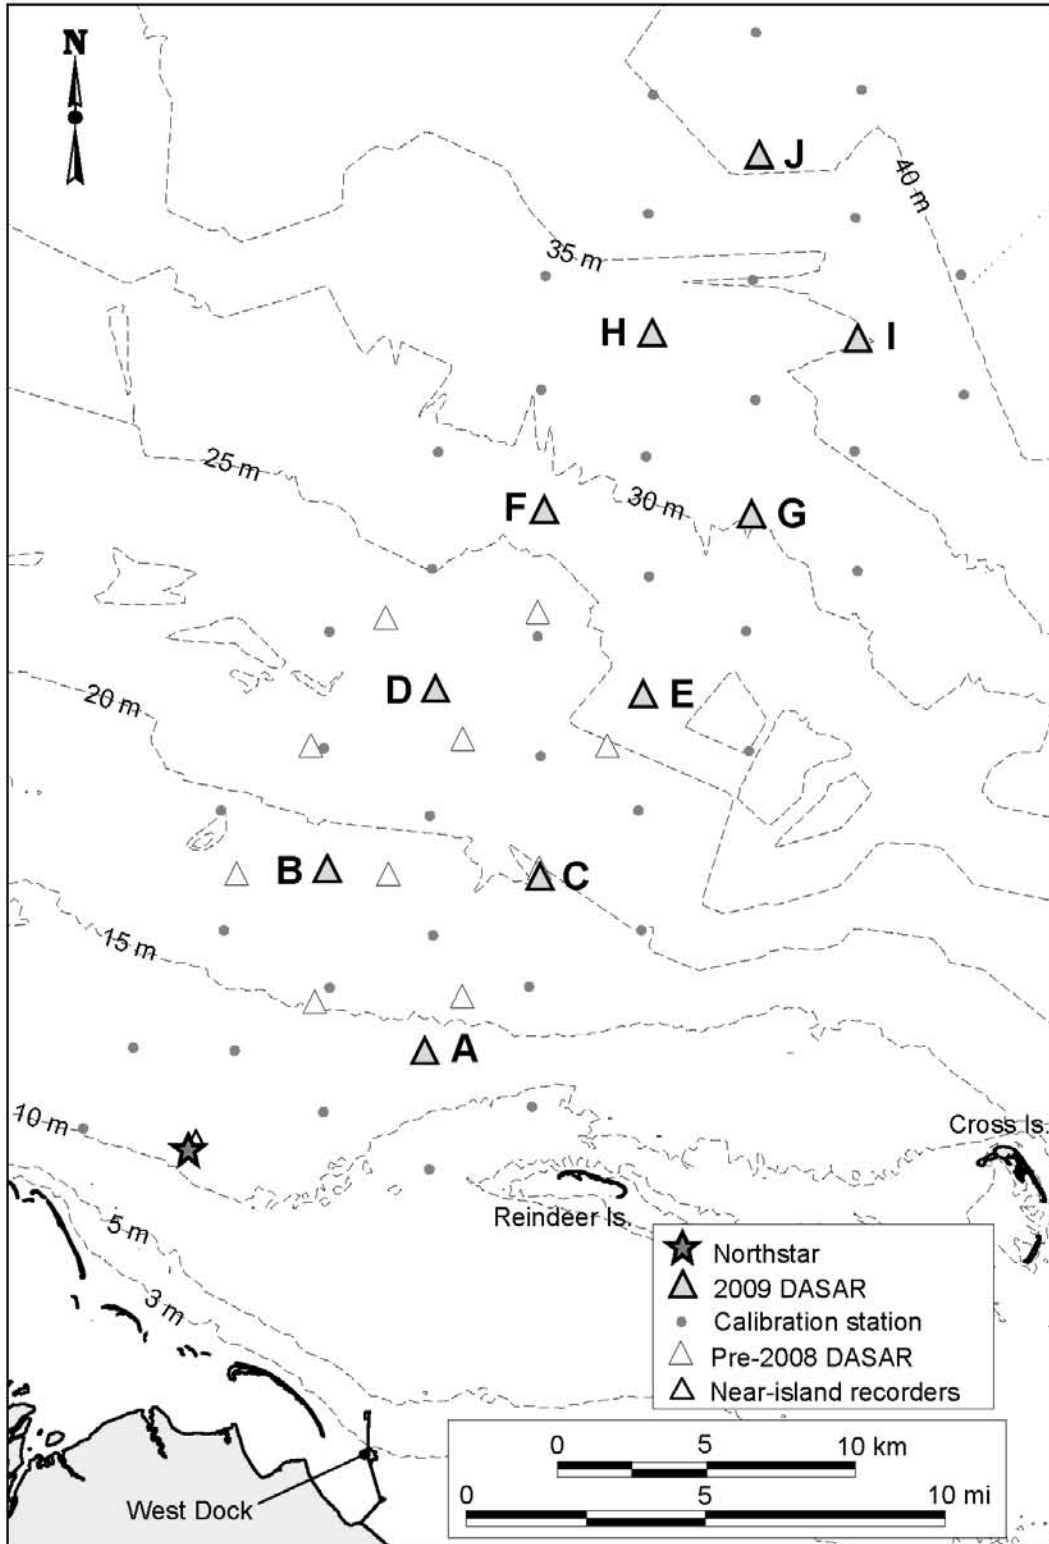 N
J
40 m
35 m
H
I
25 m
F
30 m
G
D
E
20 m
B
C
15 m
A
10 m
Cross Is.
Reindeer Is.
5 m
3 m
Northstar
2009 DASAR
Calibration station
Pre-2008 DASAR
Near-island recorders
0 5 10 km
0 5 10 mi
West Dock